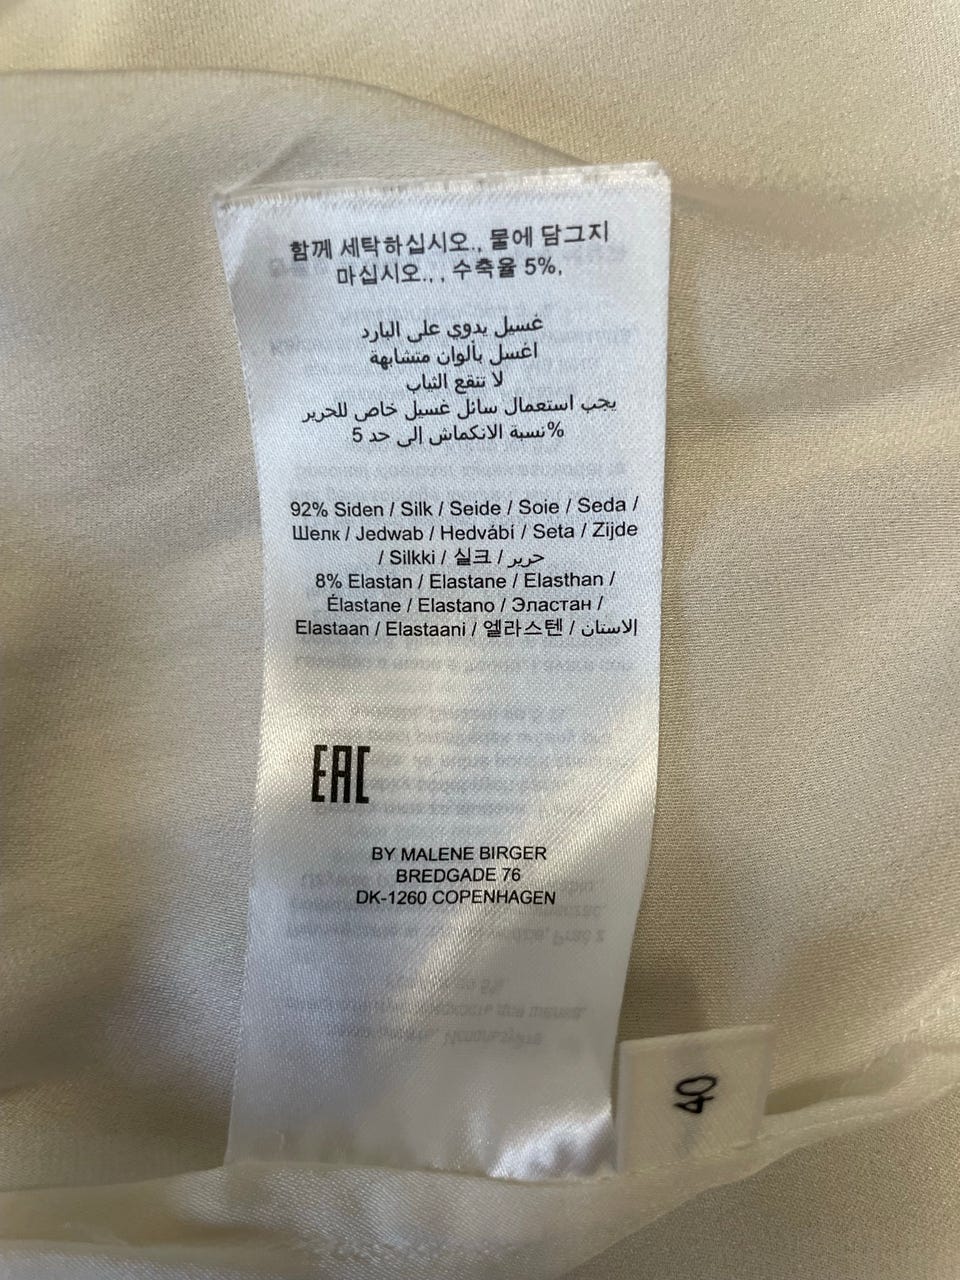 함께 세탁하십시오., 물에 담그지
마십시오.., 수축율 5%.
غسيل يدوي على البارد
اغسل بألوان متشابهة
لا تنقع الثياب
يجب استعمال سائل غسيل خاص للحرير
%نسبة الانكماش إلى حد 5
92% Siden / Silk / Seide / Soie / Seda /
Шелк / Jedwab / Hedvábí / Seta / Zijde
/ Silkki / 실크 / حرير
8% Elastan / Elastane / Elasthan /
Élastane / Elastano / Эластан /
Elastaan / Elastaani / 엘라스텐 / الاستان
EAC
BY MALENE BIRGER
BREDGADE 76
DK-1260 COPENHAGEN
40